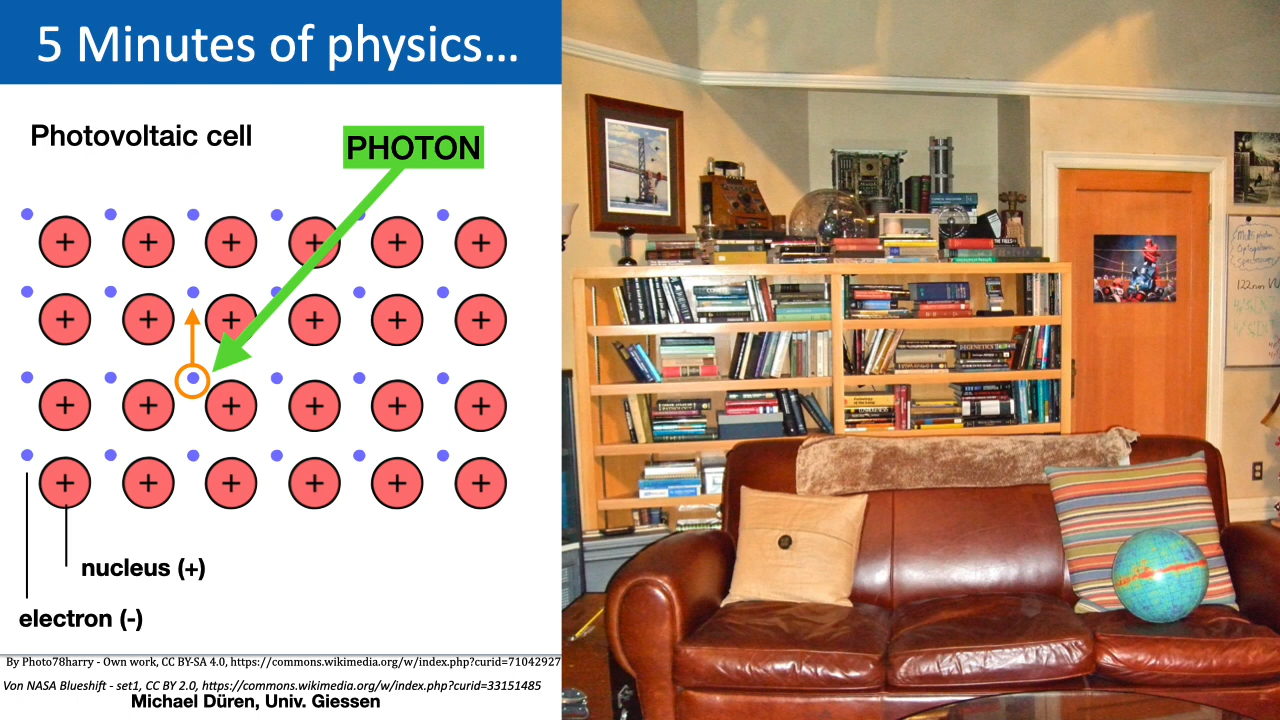 5 Minutes of physics...
Photovoltaic cell
PHOTON
+ + + + + +
+ + + + + +
+ + + + + +
+ + + + + +
nucleus (+)
electron (-)
By Photo78harry - Own work, CC BY-SA 4.0, https://commons.wikimedia.org/w/index.php?curid=71042927
Von NASA Blueshift - set1, CC BY 2.0, https://commons.wikimedia.org/w/index.php?curid=33151485
Michael Düren, Univ. Giessen
GENETICS
122nm